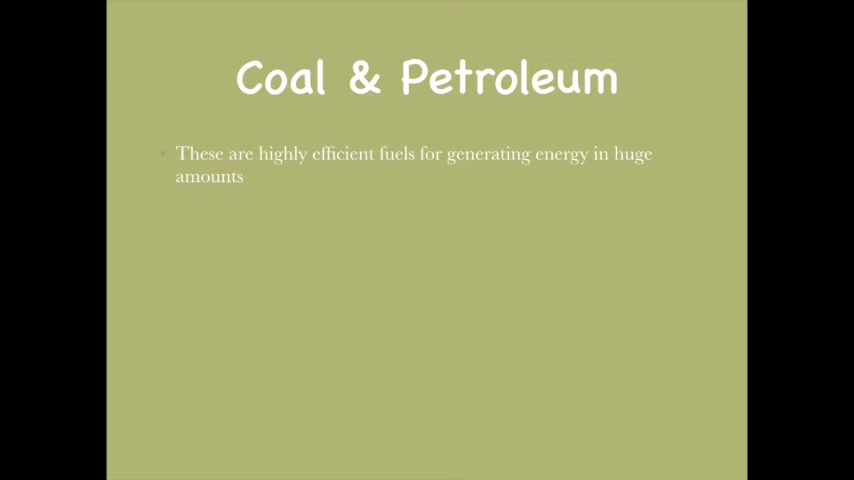 Coal & Petroleum
• These are highly efficient fuels for generating energy in huge
amounts